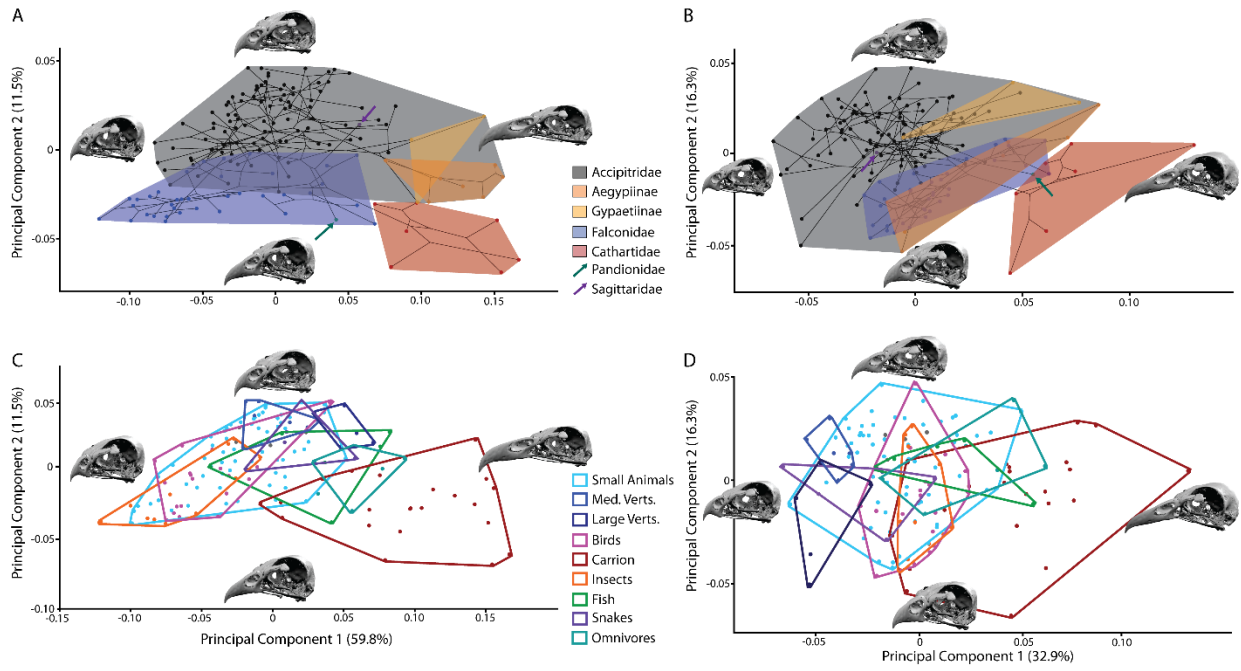 A
B
Principal Component 2 (11.5%)
0.05
0
-0.05
-0.10
-0.05
0
0.05
0.10
0.15
Accipitridae
Aegypiinae
Gypaetiinae
Falconidae
Cathartidae
Pandionidae
Sagittaridae
Principal Component 2 (16.3%)
0.05
0
-0.05
-0.05
0
0.05
0.10
C
D
Principal Component 2 (11.5%)
0.05
0
-0.05
-0.10
-0.15
-0.10
-0.05
0
0.05
0.10
0.15
Principal Component 1 (59.8%)
Small Animals
Med. Verts.
Large Verts.
Birds
Carrion
Insects
Fish
Snakes
Omnivores
Principal Component 2 (16.3%)
0.05
0
-0.05
-0.05
0
0.05
0.10
Principal Component 1 (32.9%)